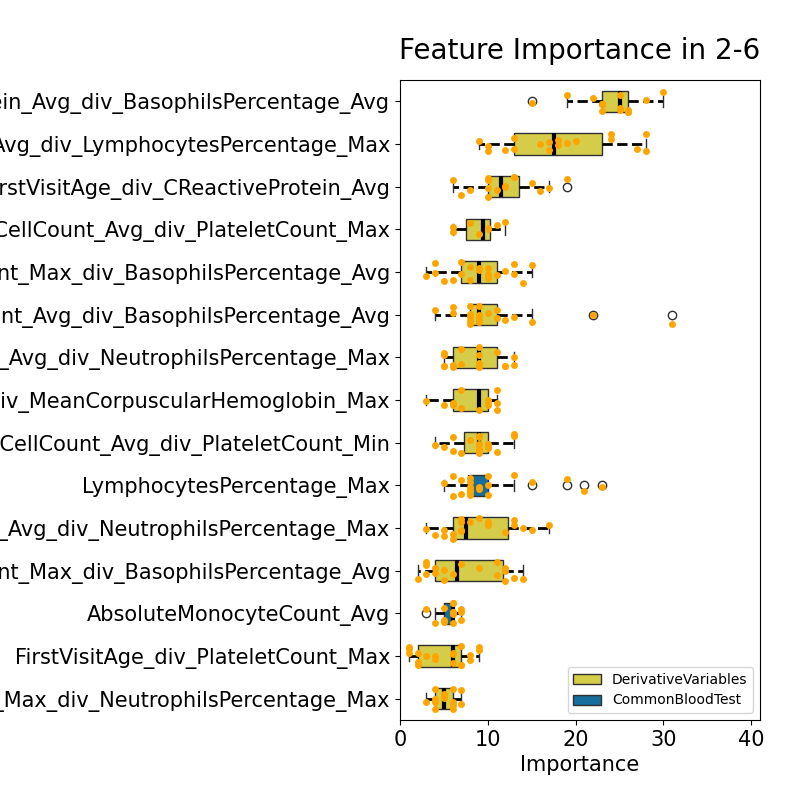 Feature Importance in 2-6
ein_Avg_div_BasophilsPercentage_Avg
Avg_div_LymphocytesPercentage_Max
rstVisitAge_div_CReactiveProtein_Avg
CellCount_Avg_div_PlateletCount_Max
nt_Max_div_BasophilsPercentage_Avg
nt_Avg_div_BasophilsPercentage_Avg
_Avg_div_NeutrophilsPercentage_Max
iv_MeanCorpuscularHemoglobin_Max
CellCount_Avg_div_PlateletCount_Min
LymphocytesPercentage_Max
_Avg_div_NeutrophilsPercentage_Max
nt_Max_div_BasophilsPercentage_Avg
AbsoluteMonocyteCount_Avg
FirstVisitAge_div_PlateletCount_Max
_Max_div_NeutrophilsPercentage_Max
DerivativeVariables
CommonBloodTest
0 10 20 30 40
Importance